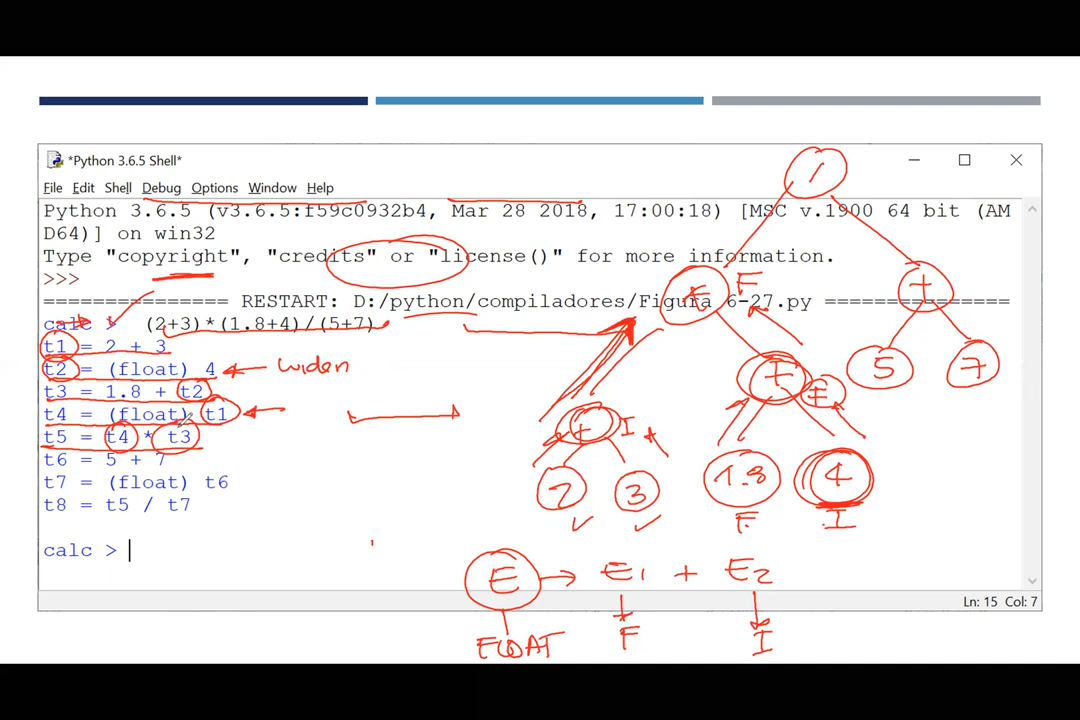 *Python 3.6.5 Shell*
File Edit Shell Debug Options Window Help
Python 3.6.5 (v3.6.5:f59c0932b4, Mar 28 2018, 17:00:18) [MSC v.1900 64 bit (AM
D64)] on win32
Type "copyright", "credits" or "license()" for more information.
>>>
=============== RESTART: D:/python/compiladores/Figura 6-27.py ===============
calc > (2+3)*(1.8+4)/(5+7)
t1 = 2 + 3
t2 = (float) 4
t3 = 1.8 + t2
t4 = (float) t1
t5 = t4 * t3
t6 = 5 + 7
t7 = (float) t6
t8 = t5 / t7
calc >
Ln: 15 Col: 7
widen
/
F
+
5 7
+ I
2 3 1.8 4
F I
E → E1 + E2
FLOAT F I